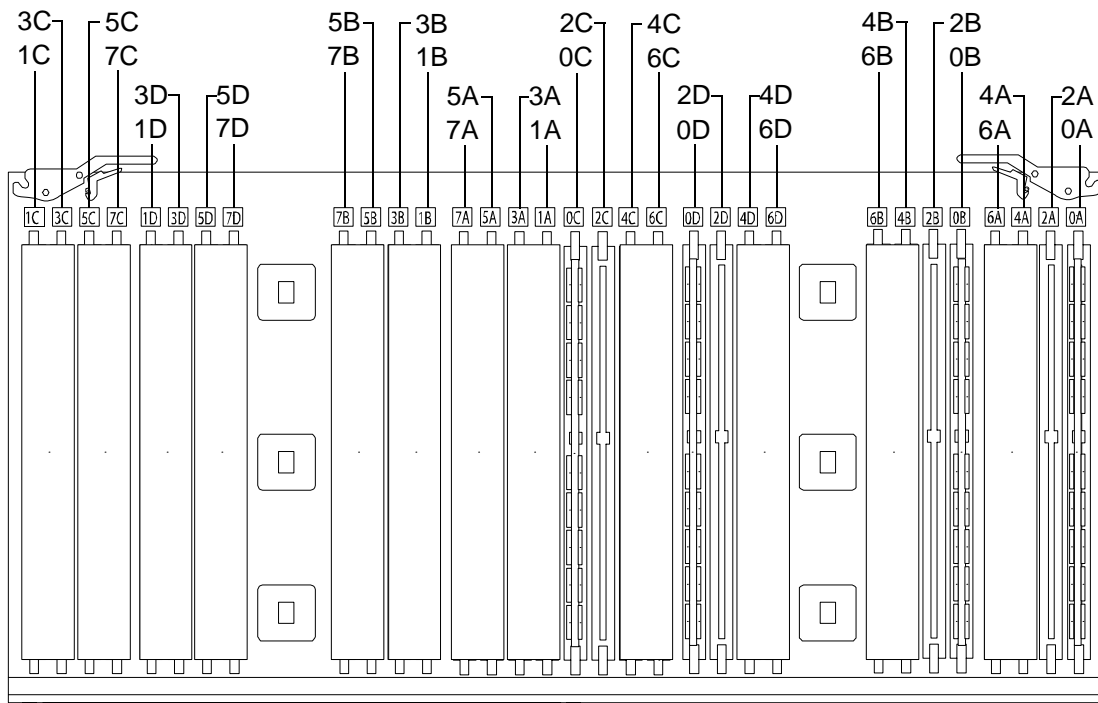 3C 5C 5B 3B 2C 4C 4B 2B
1C 7C 7B 1B 0C 6C 6B 0B
3D 5D 5A 3A 2D 4D 4A 2A
1D 7D 7A 1A 0D 6D 6A 0A
1C 3C 5C 7C 1D 3D 5D 7D 7B 5B 3B 1B 7A 5A 3A 1A 0C 2C 4C 6C 0D 2D 4D 6D 6B 4B 2B 0B 6A 4A 2A 0A